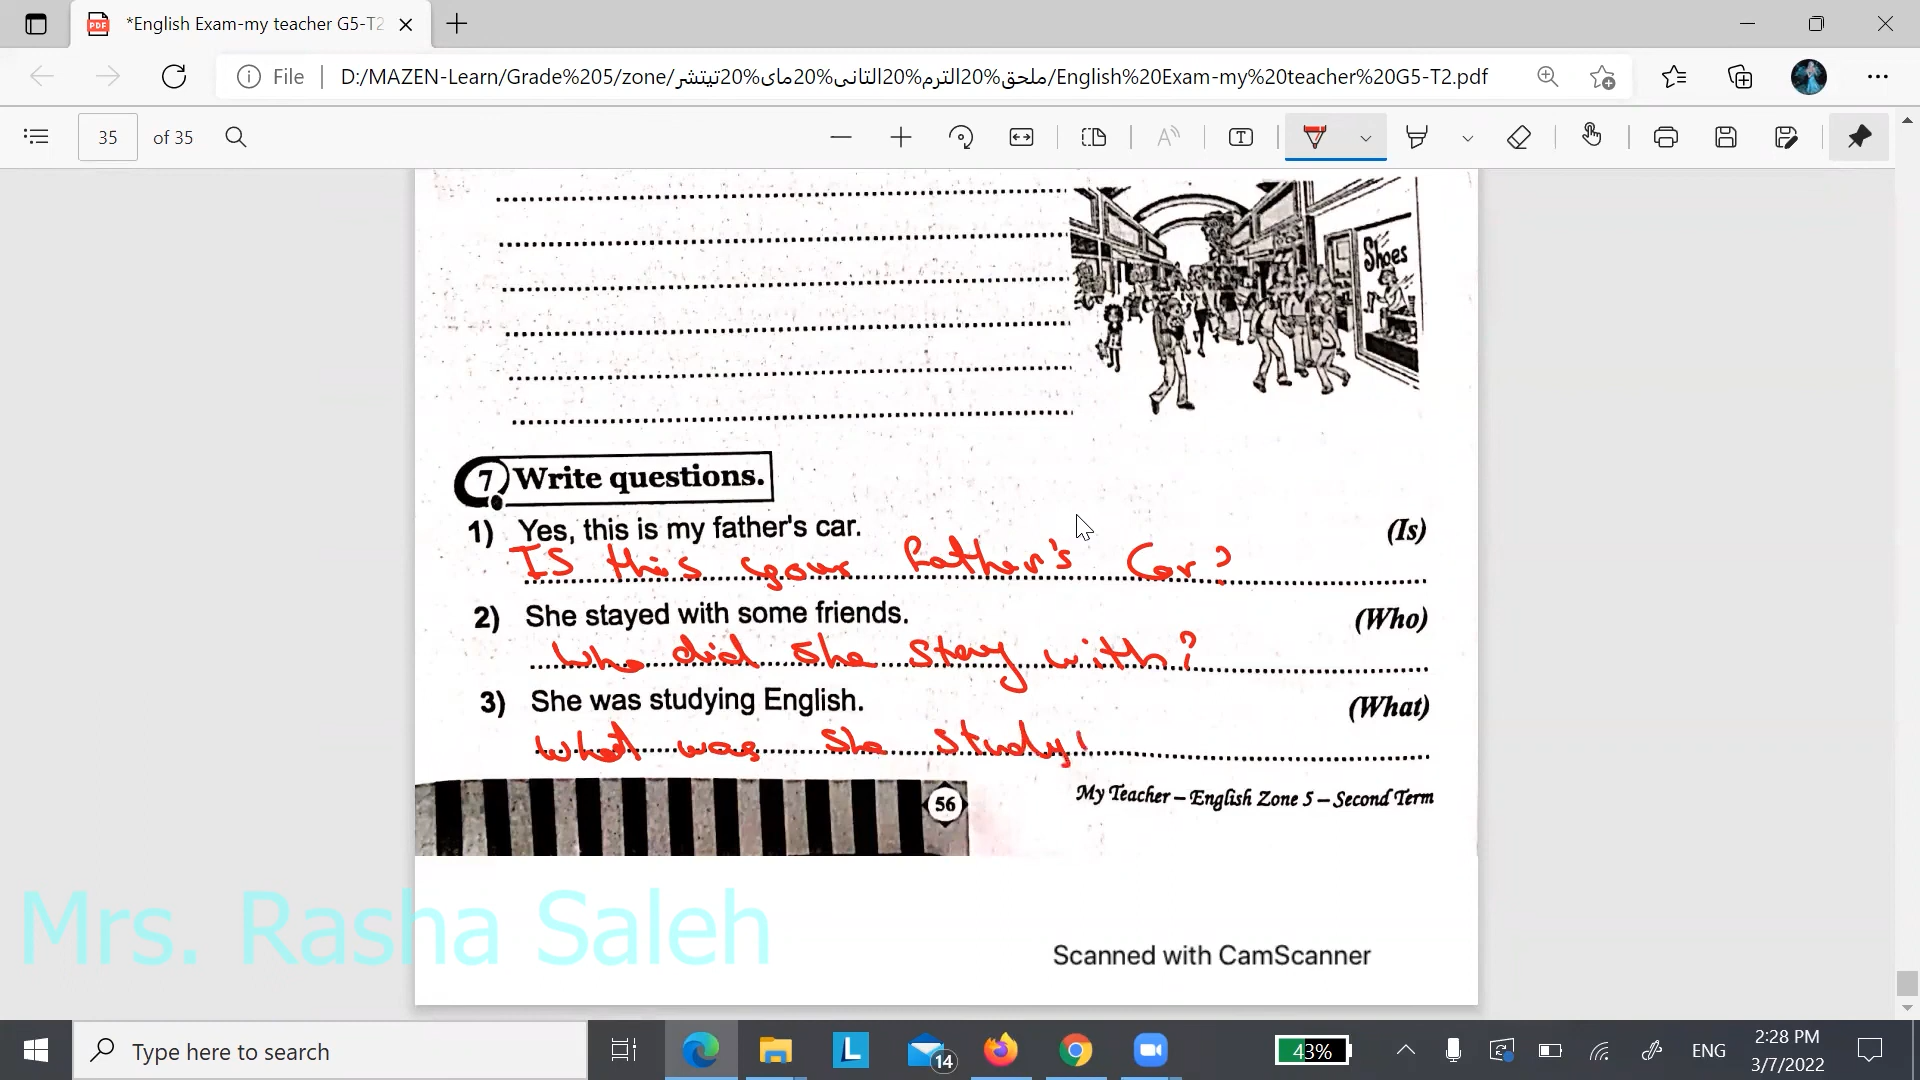 *English Exam-my teacher G5-T2
File D:/MAZEN-Learn/Grade%205/zone/ملحق%20الترم%20التانى%20ماى%20تيتشر/English%20Exam-my%20teacher%20G5-T2.pdf
35 of 35
Shoes
7 Write questions.
1) Yes, this is my father's car. (Is)
Is this your father's Car?
2) She stayed with some friends. (Who)
who did she stay with?
3) She was studying English. (What)
what was she study
56 My Teacher – English Zone 5 – Second Term
Mrs. Rasha Saleh
Scanned with CamScanner
Type here to search
14
43%
ENG
2:28 PM
3/7/2022